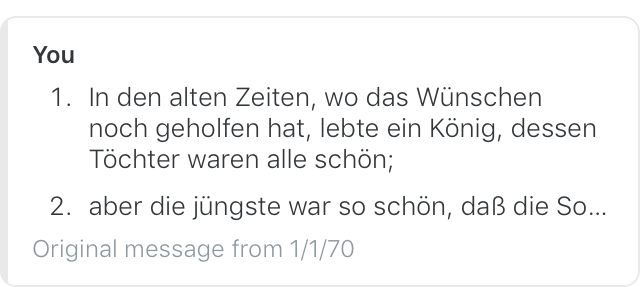 You
1. In den alten Zeiten, wo das Wünschen
noch geholfen hat, lebte ein König, dessen
Töchter waren alle schön;
2. aber die jüngste war so schön, daß die So...
Original message from 1/1/70